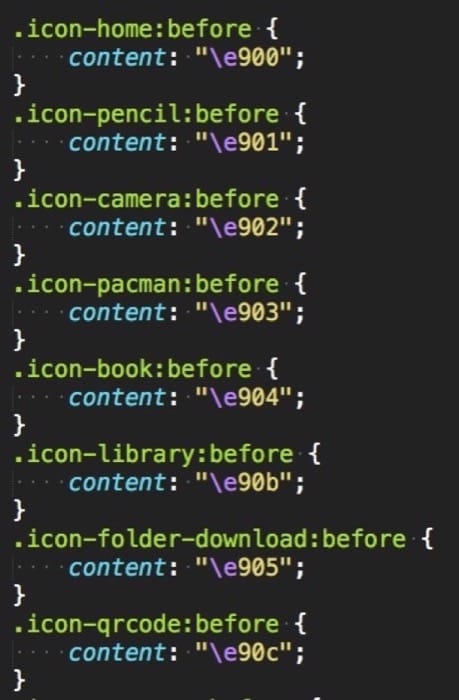 .icon-home:before {
    content: "\e900";
}
.icon-pencil:before {
    content: "\e901";
}
.icon-camera:before {
    content: "\e902";
}
.icon-pacman:before {
    content: "\e903";
}
.icon-book:before {
    content: "\e904";
}
.icon-library:before {
    content: "\e90b";
}
.icon-folder-download:before {
    content: "\e905";
}
.icon-qrcode:before {
    content: "\e90c";
}